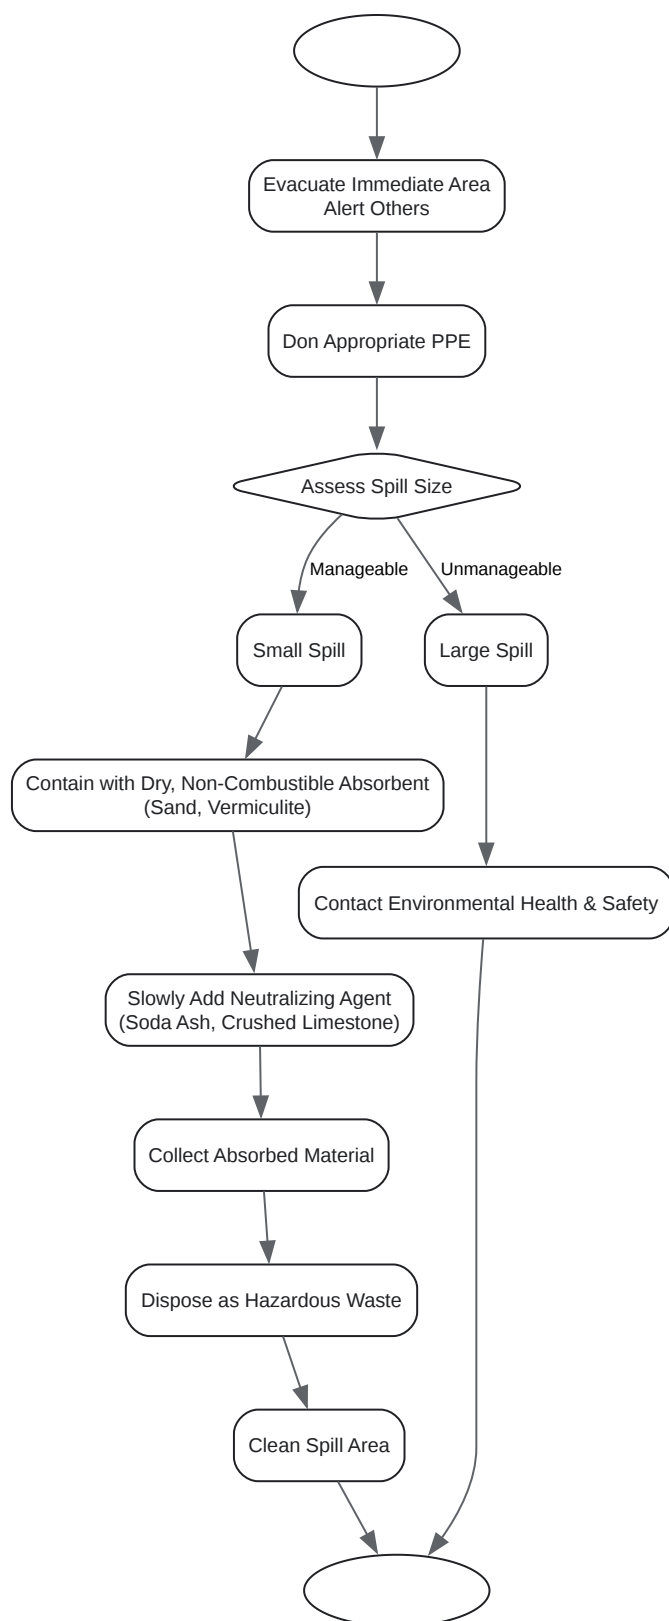 Evacuate Immediate Area
Alert Others
Don Appropriate PPE
Assess Spill Size
Manageable
Unmanageable
Small Spill
Large Spill
Contain with Dry, Non-Combustible Absorbent
(Sand, Vermiculite)
Contact Environmental Health & Safety
Slowly Add Neutralizing Agent
(Soda Ash, Crushed Limestone)
Collect Absorbed Material
Dispose as Hazardous Waste
Clean Spill Area